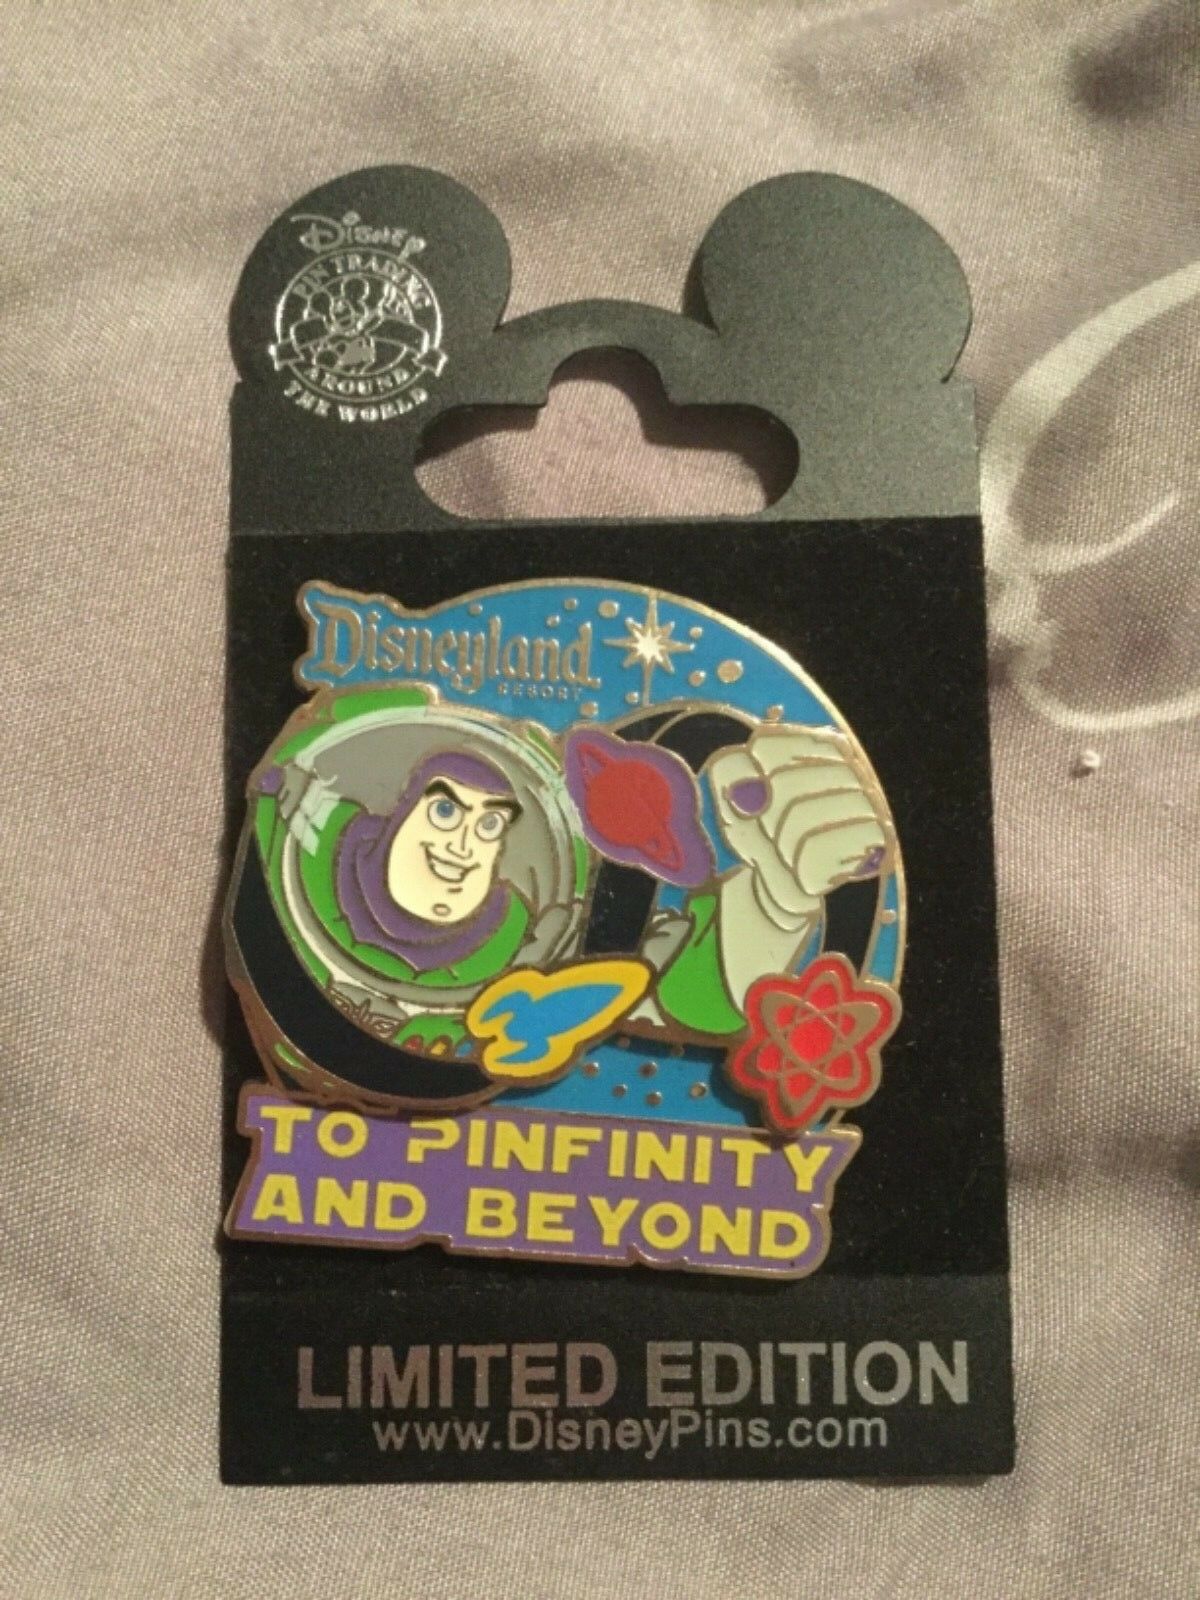 Disney
PIN TRADING
AROUND
THE WORLD
Disneyland
RESORT
TO PINFINITY
AND BEYOND
LIMITED EDITION
www.DisneyPins.com